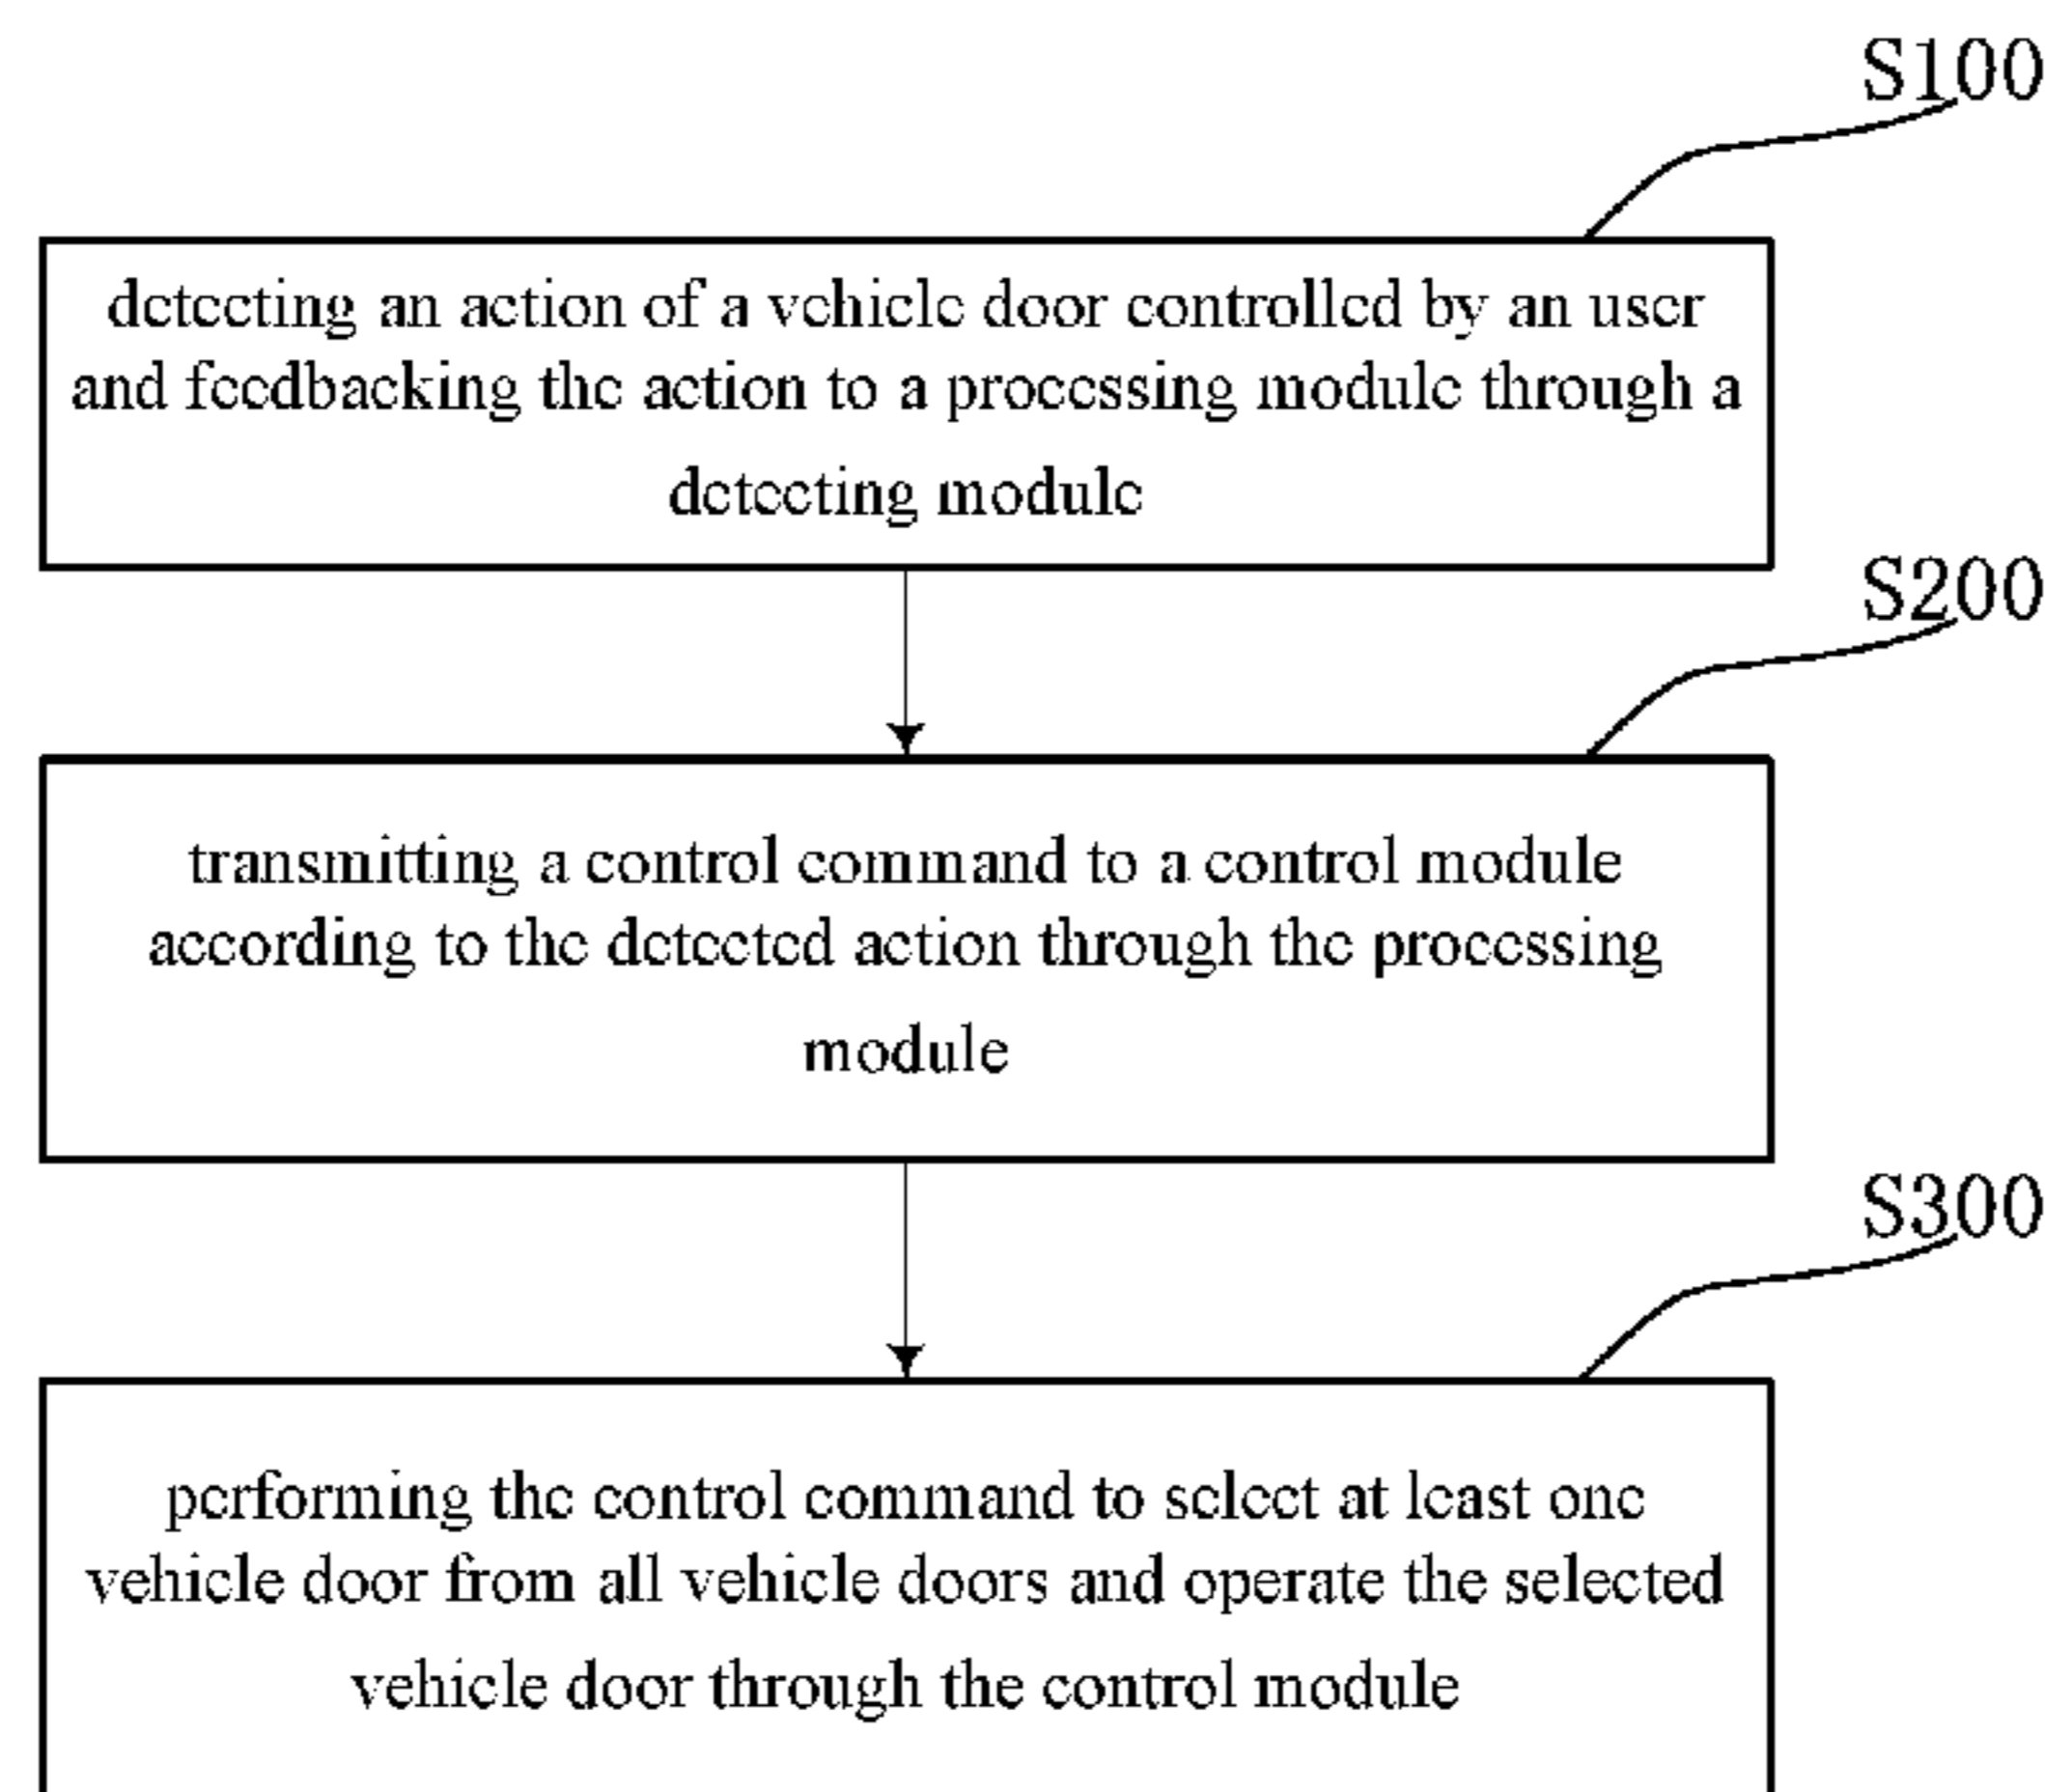 S100
detecting an action of a vehicle door controlled by an user
and feedbacking the action to a processing module through a
detecting module
S200
transmitting a control command to a control module
according to the detected action through the processing
module
S300
performing the control command to select at least one
vehicle door from all vehicle doors and operate the selected
vehicle door through the control module